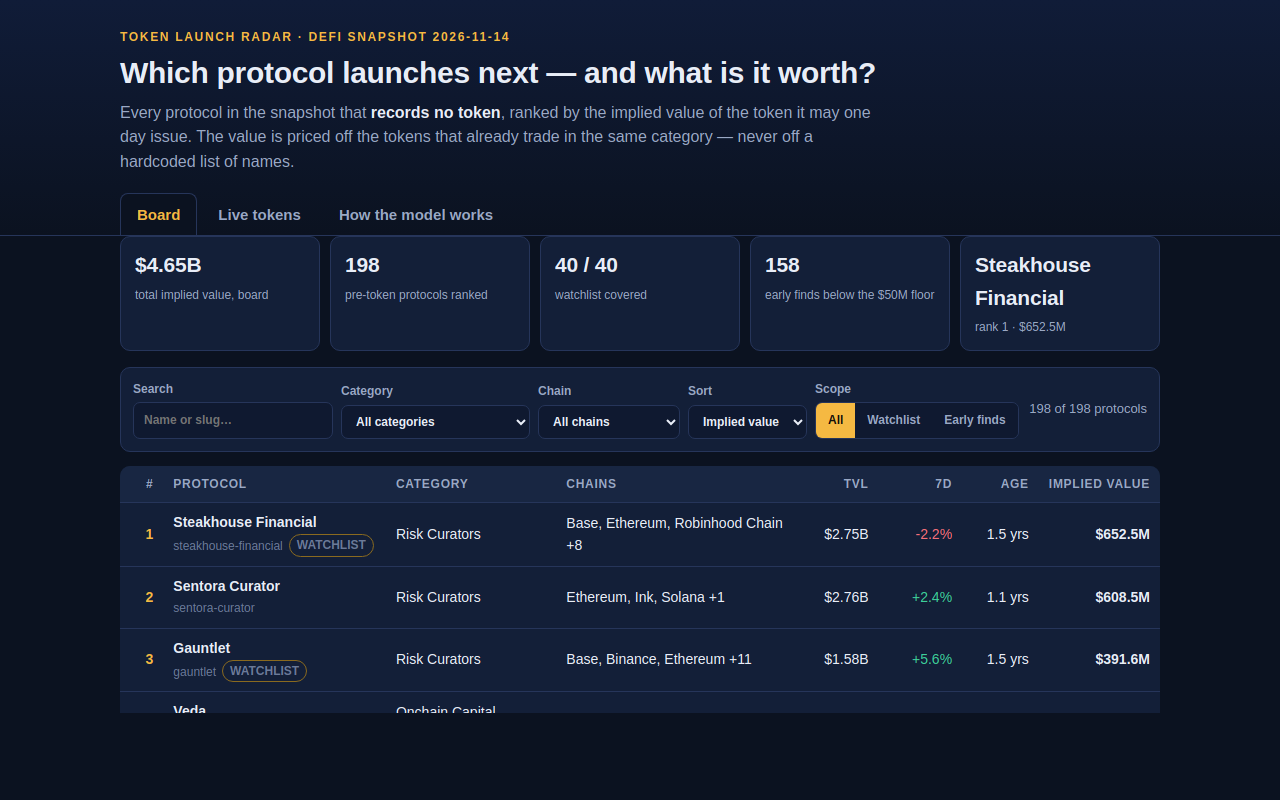 TOKEN LAUNCH RADAR · DEFI SNAPSHOT 2026-11-14
Which protocol launches next — and what is it worth?
Every protocol in the snapshot that records no token, ranked by the implied value of the token it may one
day issue. The value is priced off the tokens that already trade in the same category — never off a
hardcoded list of names.
Board Live tokens How the model works
$4.65B
total implied value, board
198
pre-token protocols ranked
40 / 40
watchlist covered
158
early finds below the $50M floor
Steakhouse
Financial
rank 1 · $652.5M
Search Category Chain Sort Scope
Name or slug... All categories All chains Implied value All Watchlist Early finds 198 of 198 protocols
# PROTOCOL CATEGORY CHAINS TVL 7D AGE IMPLIED VALUE
1 Steakhouse Financial Risk Curators Base, Ethereum, Robinhood Chain $2.75B -2.2% 1.5 yrs $652.5M
steakhouse-financial WATCHLIST +8
2 Sentora Curator Risk Curators Ethereum, Ink, Solana +1 $2.76B +2.4% 1.1 yrs $608.5M
sentora-curator
3 Gauntlet Risk Curators Base, Binance, Ethereum +11 $1.58B +5.6% 1.5 yrs $391.6M
gauntlet WATCHLIST
Veda Onchain Capital